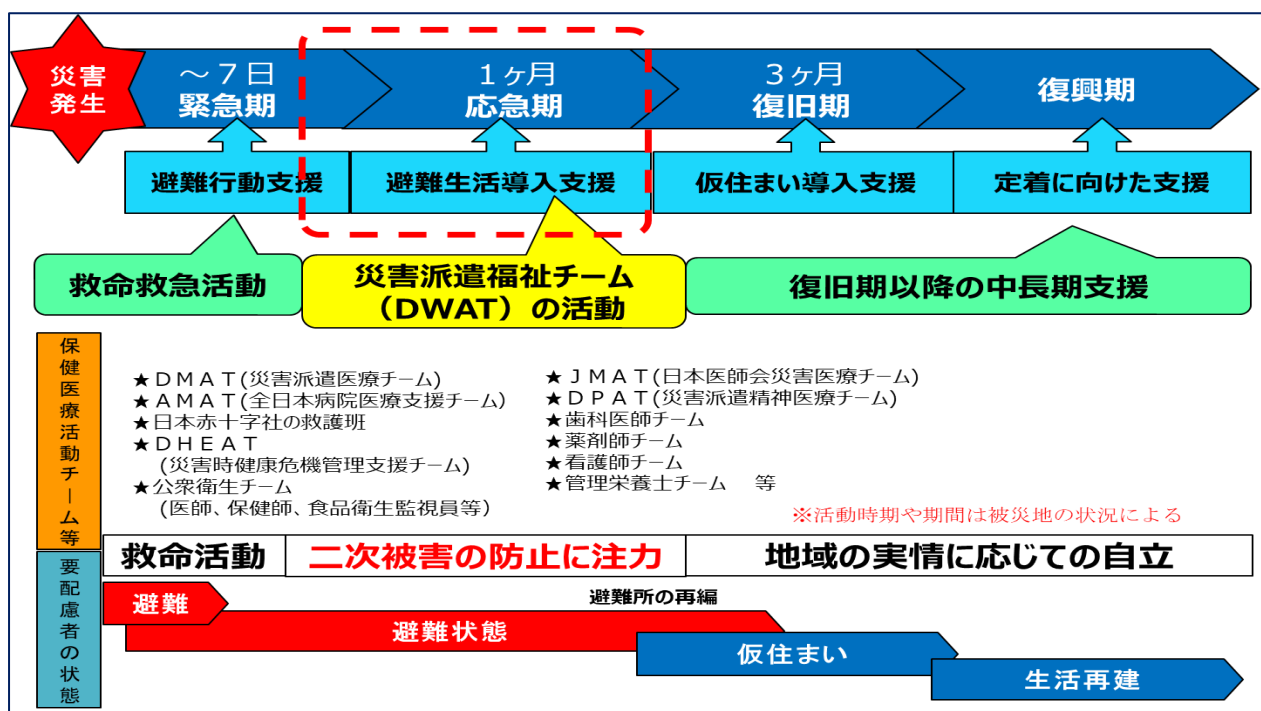 災害
発生
～７日
緊急期
１ヶ月
応急期
３ヶ月
復旧期
復興期
避難行動支援
避難生活導入支援
仮住まい導入支援
定着に向けた支援
救命救急活動
災害派遣福祉チーム
（DWAT）の活動
復旧期以降の中長期支援
保健医療活動チーム等
★ＤＭＡＴ(災害派遣医療チーム)
★ＡＭＡＴ(全日本病院医療支援チーム)
★日本赤十字社の救護班
★ＤＨＥＡＴ
(災害時健康危機管理支援チーム)
★公衆衛生チーム
(医師、保健師、食品衛生監視員等)
★ＪＭＡＴ(日本医師会災害医療チーム)
★ＤＰＡＴ(災害派遣精神医療チーム)
★歯科医師チーム
★薬剤師チーム
★看護師チーム
★管理栄養士チーム　等
※活動時期や期間は被災地の状況による
救命活動
二次被害の防止に注力
地域の実情に応じての自立
要配慮者の状態
避難
避難所の再編
避難状態
仮住まい
生活再建